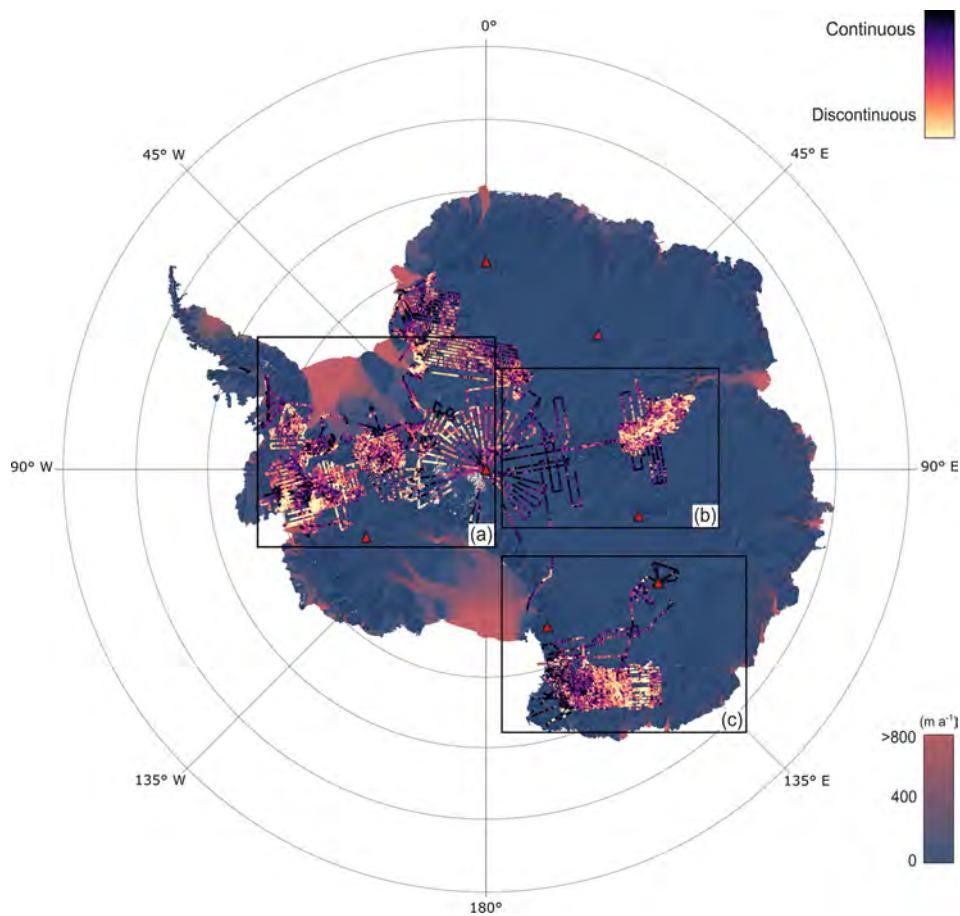 Continuous
Discontinuous
0°
45° W
45° E
90° W
90° E
(a)
(b)
(c)
135° W
135° E
180°
(m a⁻¹)
>800
400
0